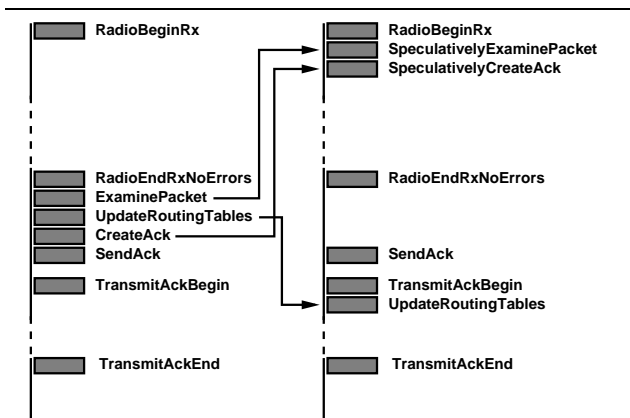 RadioBeginRx
RadioEndRxNoErrors
ExaminePacket
UpdateRoutingTables
CreateAck
SendAck
TransmitAckBegin
TransmitAckEnd
RadioBeginRx
SpeculativelyExaminePacket
SpeculativelyCreateAck
RadioEndRxNoErrors
SendAck
TransmitAckBegin
UpdateRoutingTables
TransmitAckEnd